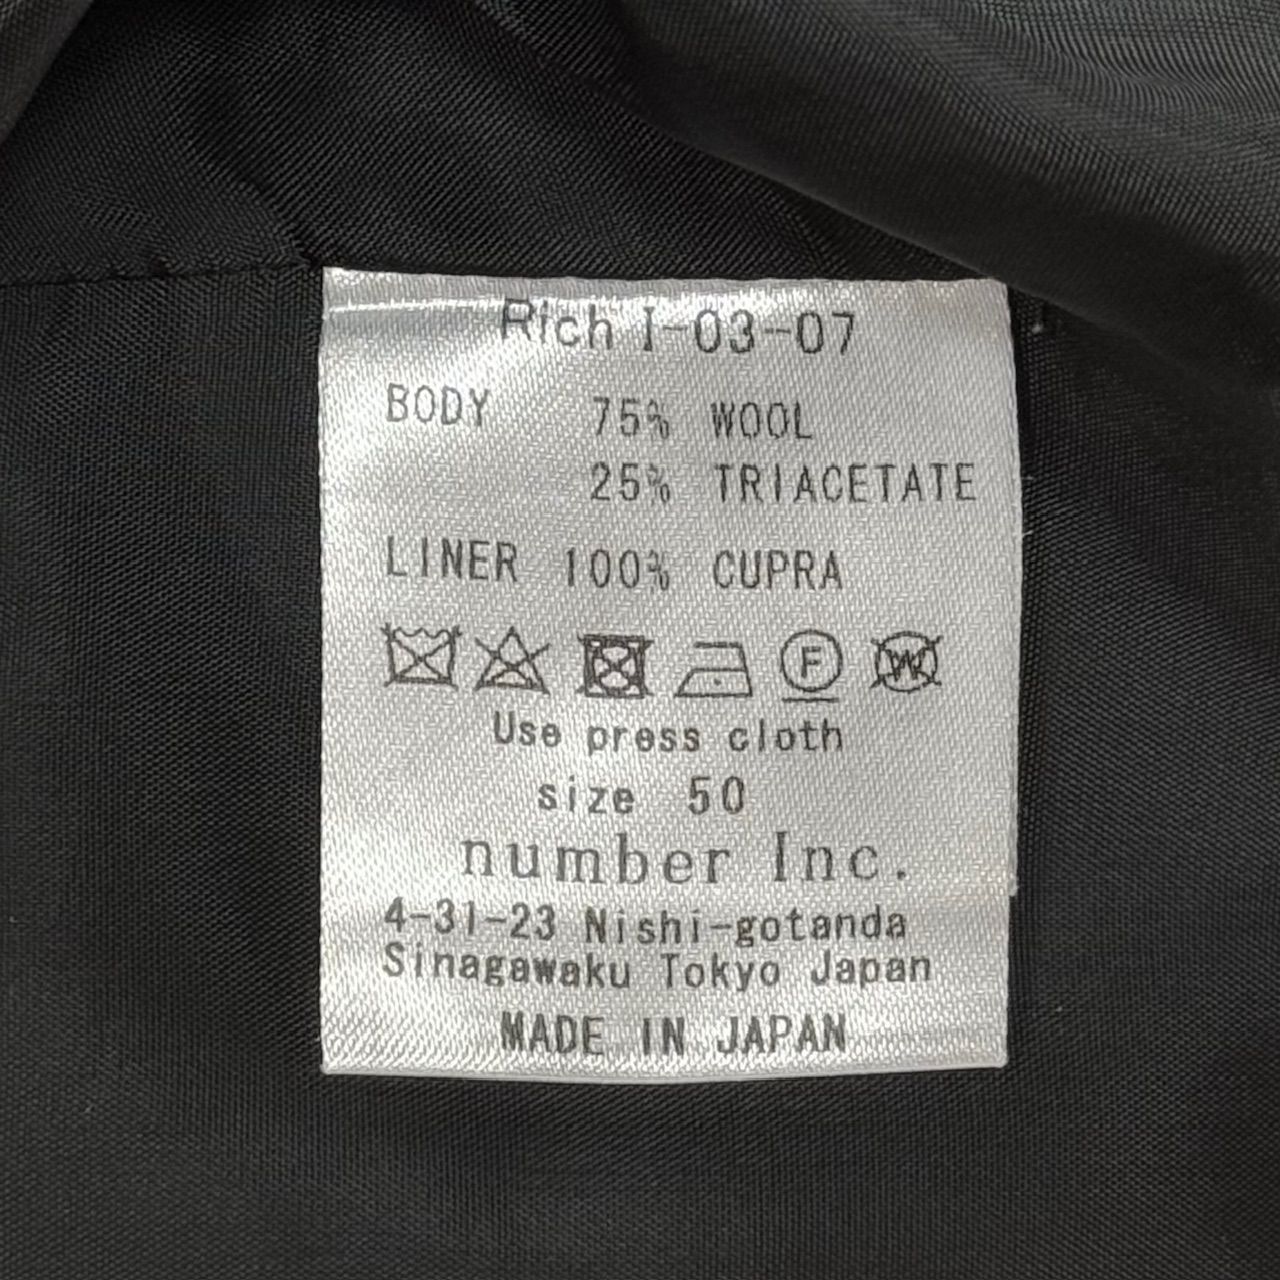 Rich I-03-07
BODY 75% WOOL
25% TRIACETATE
LINER 100% CUPRA
F W
Use press cloth
size 50
number Inc.
4-31-23 Nishi-gotanda
Sinagawaku Tokyo Japan
MADE IN JAPAN